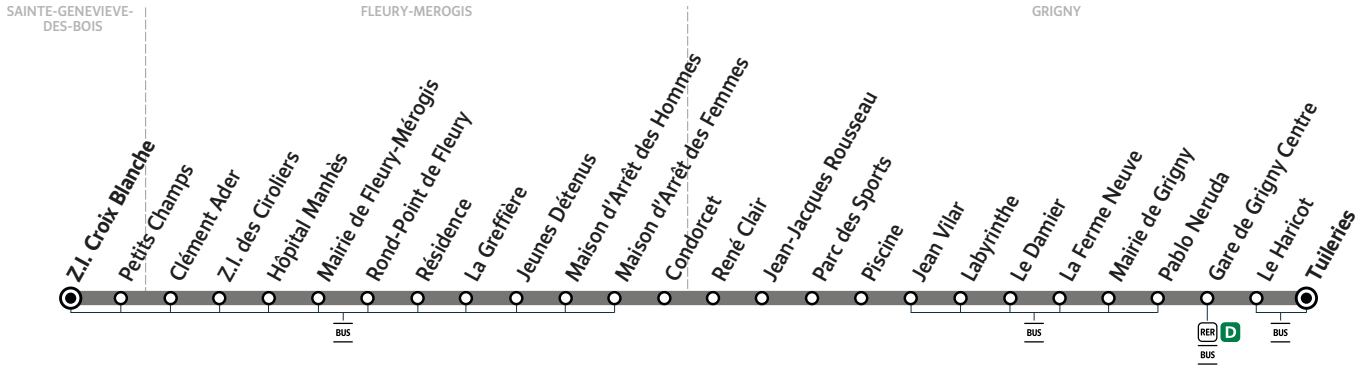 SAINTE-GENEVIEVE-
DES-BOIS
FLEURY-MEROGIS
GRIGNY
Z.I. Croix Blanche
Petits Champs
Clément Ader
Z.I. des Ciroliers
Hôpital Manhès
Mairie de Fleury-Mérogis
Rond-Point de Fleury
Résidence
La Greffière
Jeunes Détenus
Maison d'Arrêt des Hommes
Maison d'Arrêt des Femmes
Condorcet
René Clair
Jean-Jacques Rousseau
Parc des Sports
Piscine
Jean Vilar
Labyrinthe
Le Damier
La Ferme Neuve
Mairie de Grigny
Pablo Neruda
Gare de Grigny Centre
Le Haricot
Tuileries
BUS
BUS
RER D
BUS
BUS